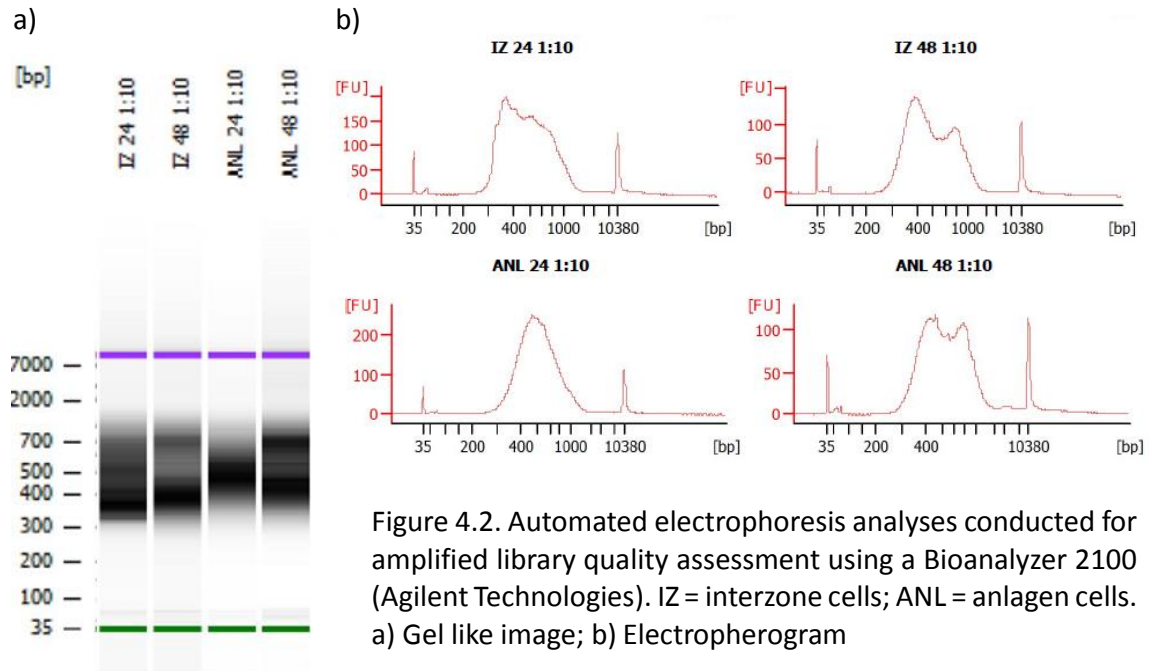 a)
[bp]
IZ 24 1:10
IZ 48 1:10
ANL 24 1:10
ANL 48 1:10
7000
2000
700
500
400
300
200
100
35
b)
IZ 24 1:10
[FU]
150
100
50
0
35 200 400 1000 10380 [bp]
IZ 48 1:10
[FU]
100
50
0
35 200 400 1000 10380 [bp]
ANL 24 1:10
[FU]
200
100
0
35 200 400 1000 10380 [bp]
ANL 48 1:10
[FU]
100
50
0
35 200 400 10380 [bp]
Figure 4.2. Automated electrophoresis analyses conducted for
amplified library quality assessment using a Bioanalyzer 2100
(Agilent Technologies). IZ = interzone cells; ANL = anlagen cells.
a) Gel like image; b) Electropherogram